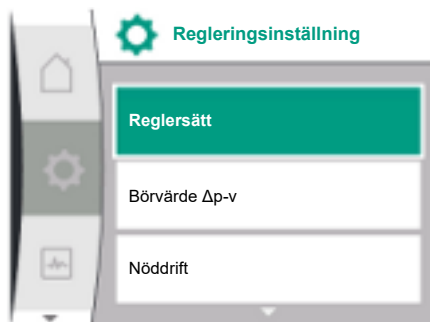 Regleringsinställning
Reglersätt
Börvärde Δp-v
Nöddrift